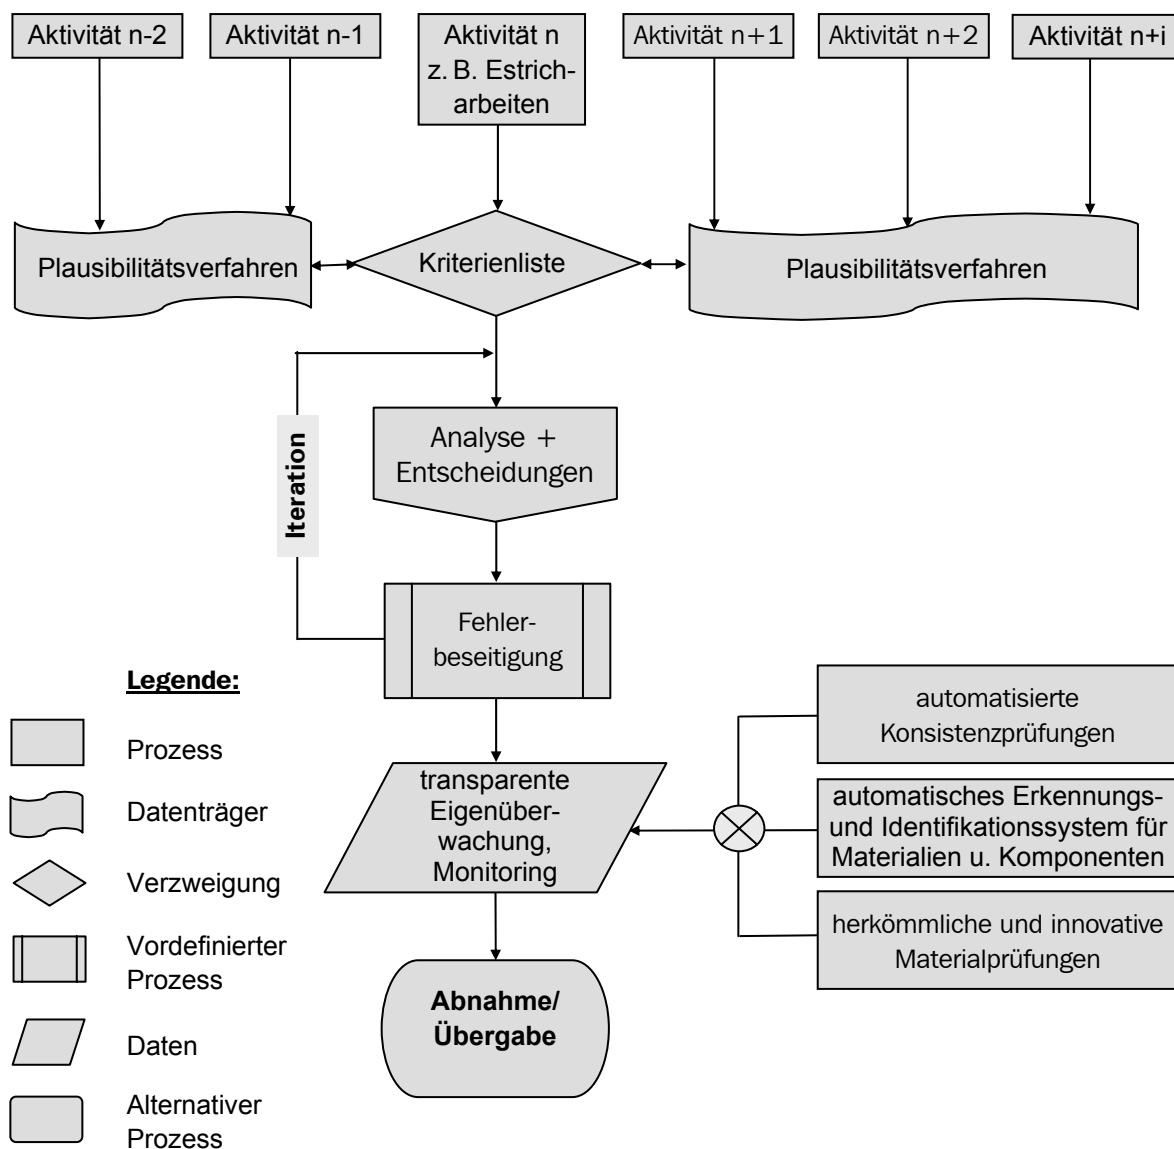 Aktivität n-2
Aktivität n-1
Aktivität n
z. B. Estrich-
arbeiten
Aktivität n+1
Aktivität n+2
Aktivität n+i
Plausibilitätsverfahren
Kriterienliste
Plausibilitätsverfahren
Iteration
Analyse +
Entscheidungen
Fehler-
beseitigung
transparente
Eigenüber-
wachung,
Monitoring
automatisierte
Konsistenzprüfungen
automatisches Erkennungs-
und Identifikationssystem für
Materialien u. Komponenten
herkömmliche und innovative
Materialprüfungen
Abnahme/
Übergabe
Legende:
Prozess
Datenträger
Verzweigung
Vordefinierter
Prozess
Daten
Alternativer
Prozess